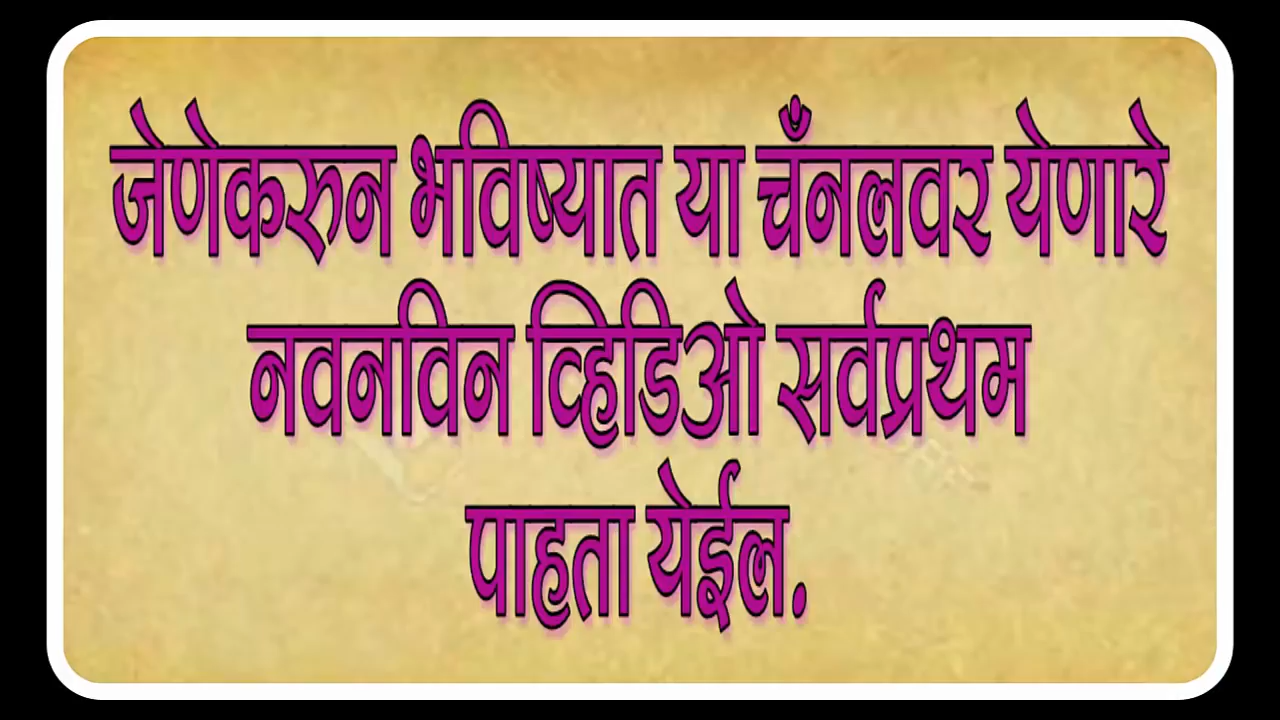 जेणेकरुन भविष्यात या चँनलवर येणारे
नवनविन व्हिडिओ सर्वप्रथम
पाहता येईल.